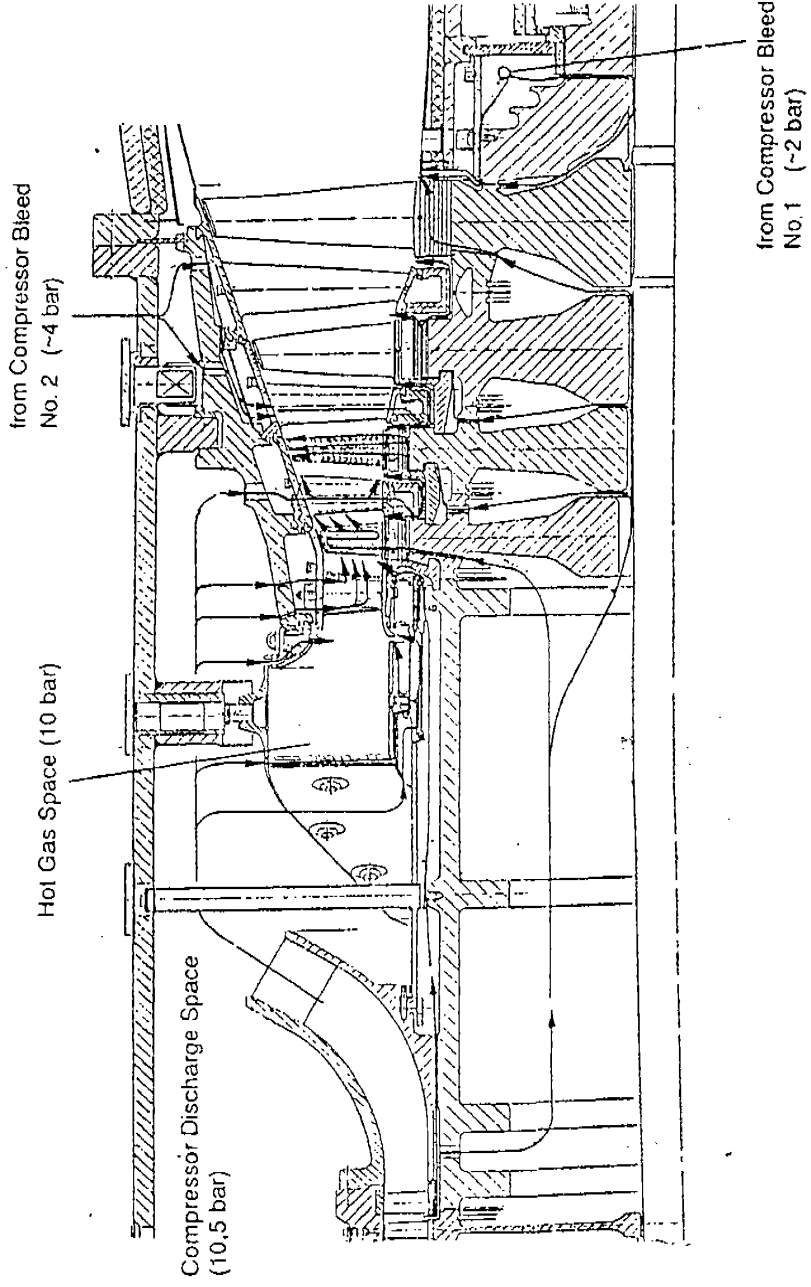 from Compressor Bleed
No. 2 (~4 bar)
Hot Gas Space (10 bar)
Compressor Discharge Space
(10,5 bar)
from Compressor Bleed
No. 1 (~2 bar)